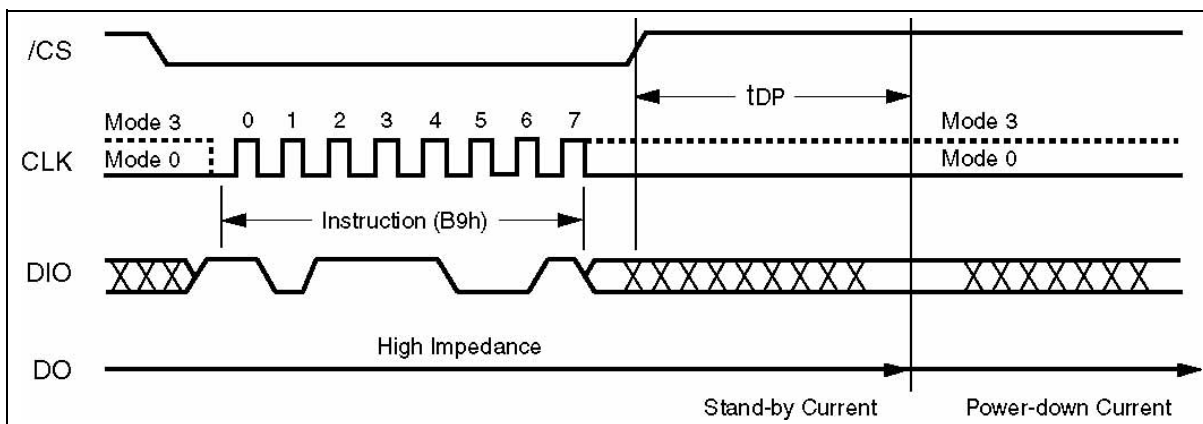 /CS
tDP
Mode 3
0 1 2 3 4 5 6 7
Mode 3
CLK
Mode 0
Mode 0
Instruction (B9h)
DIO
High Impedance
DO
Stand-by Current
Power-down Current